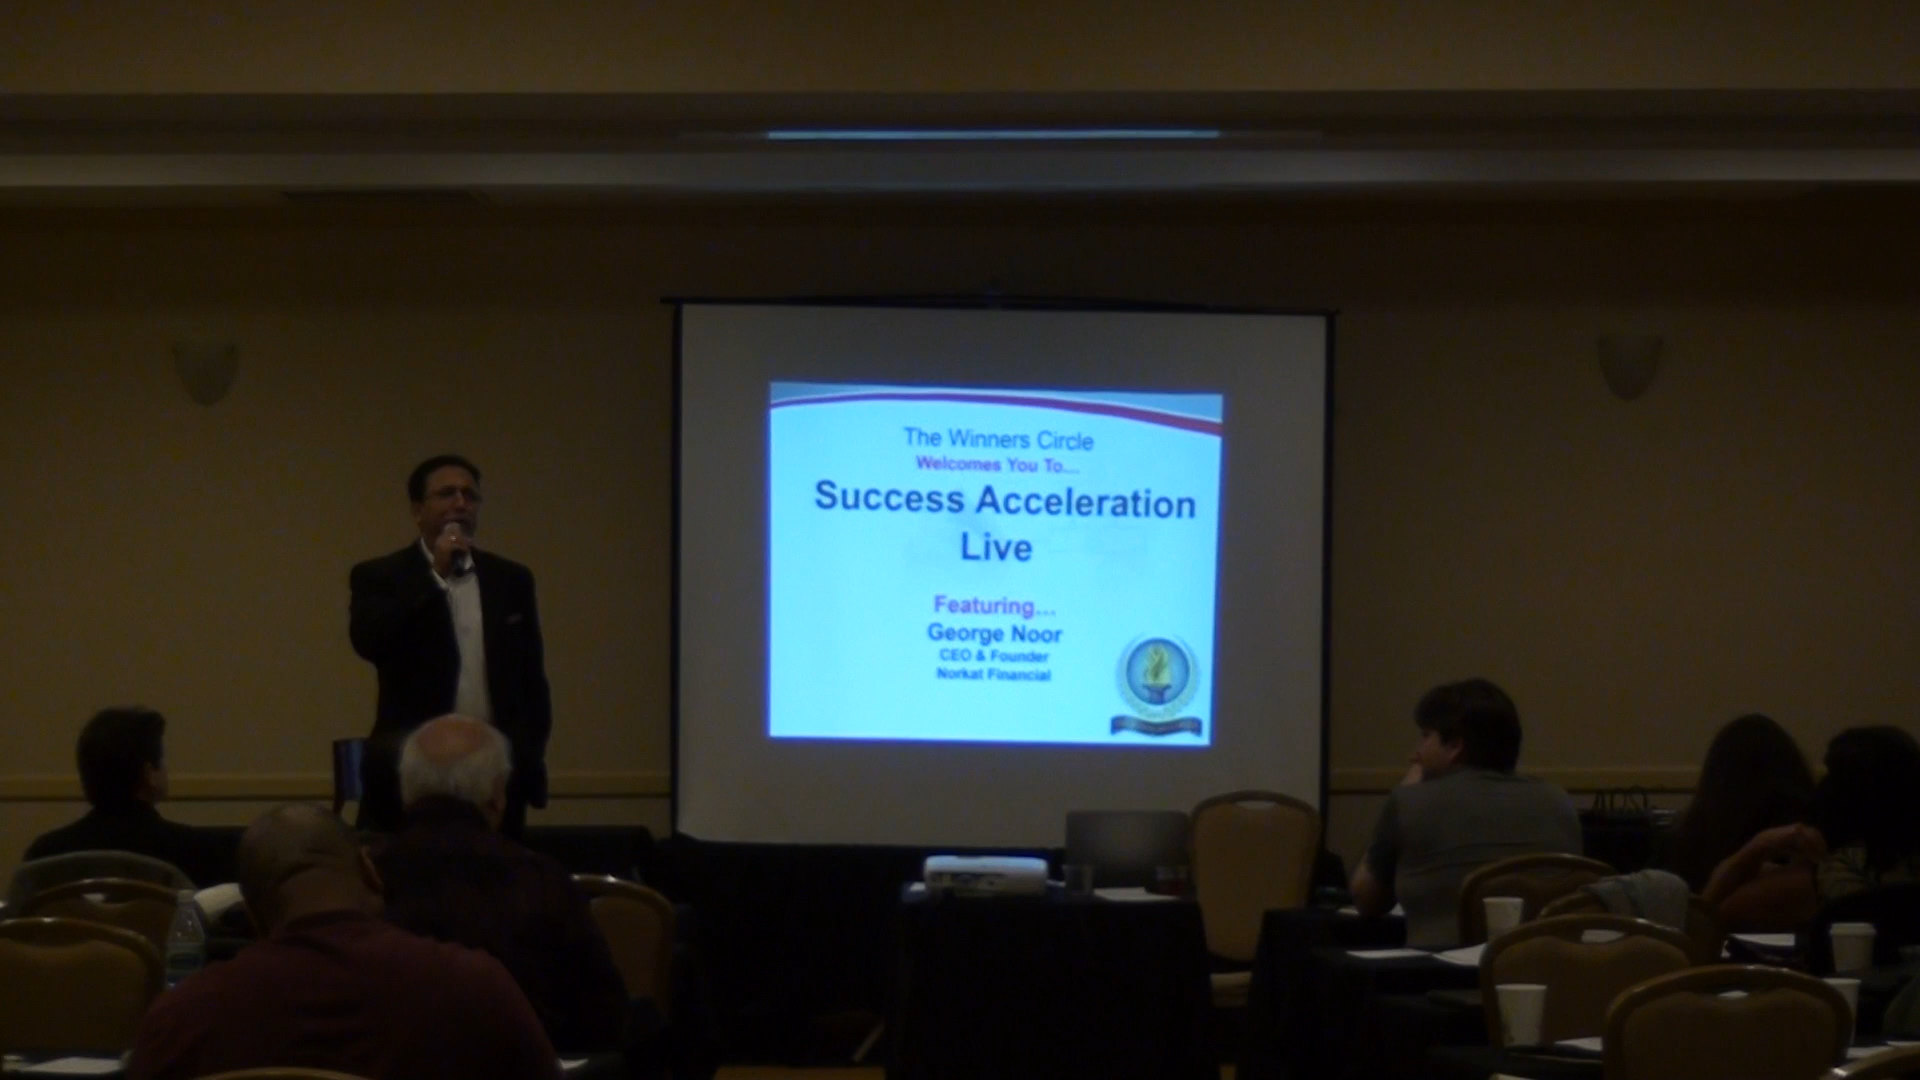 The Winners Circle
Welcomes You To...
Success Acceleration
Live
Featuring...
George Noor
CEO & Founder
Norkat Financial